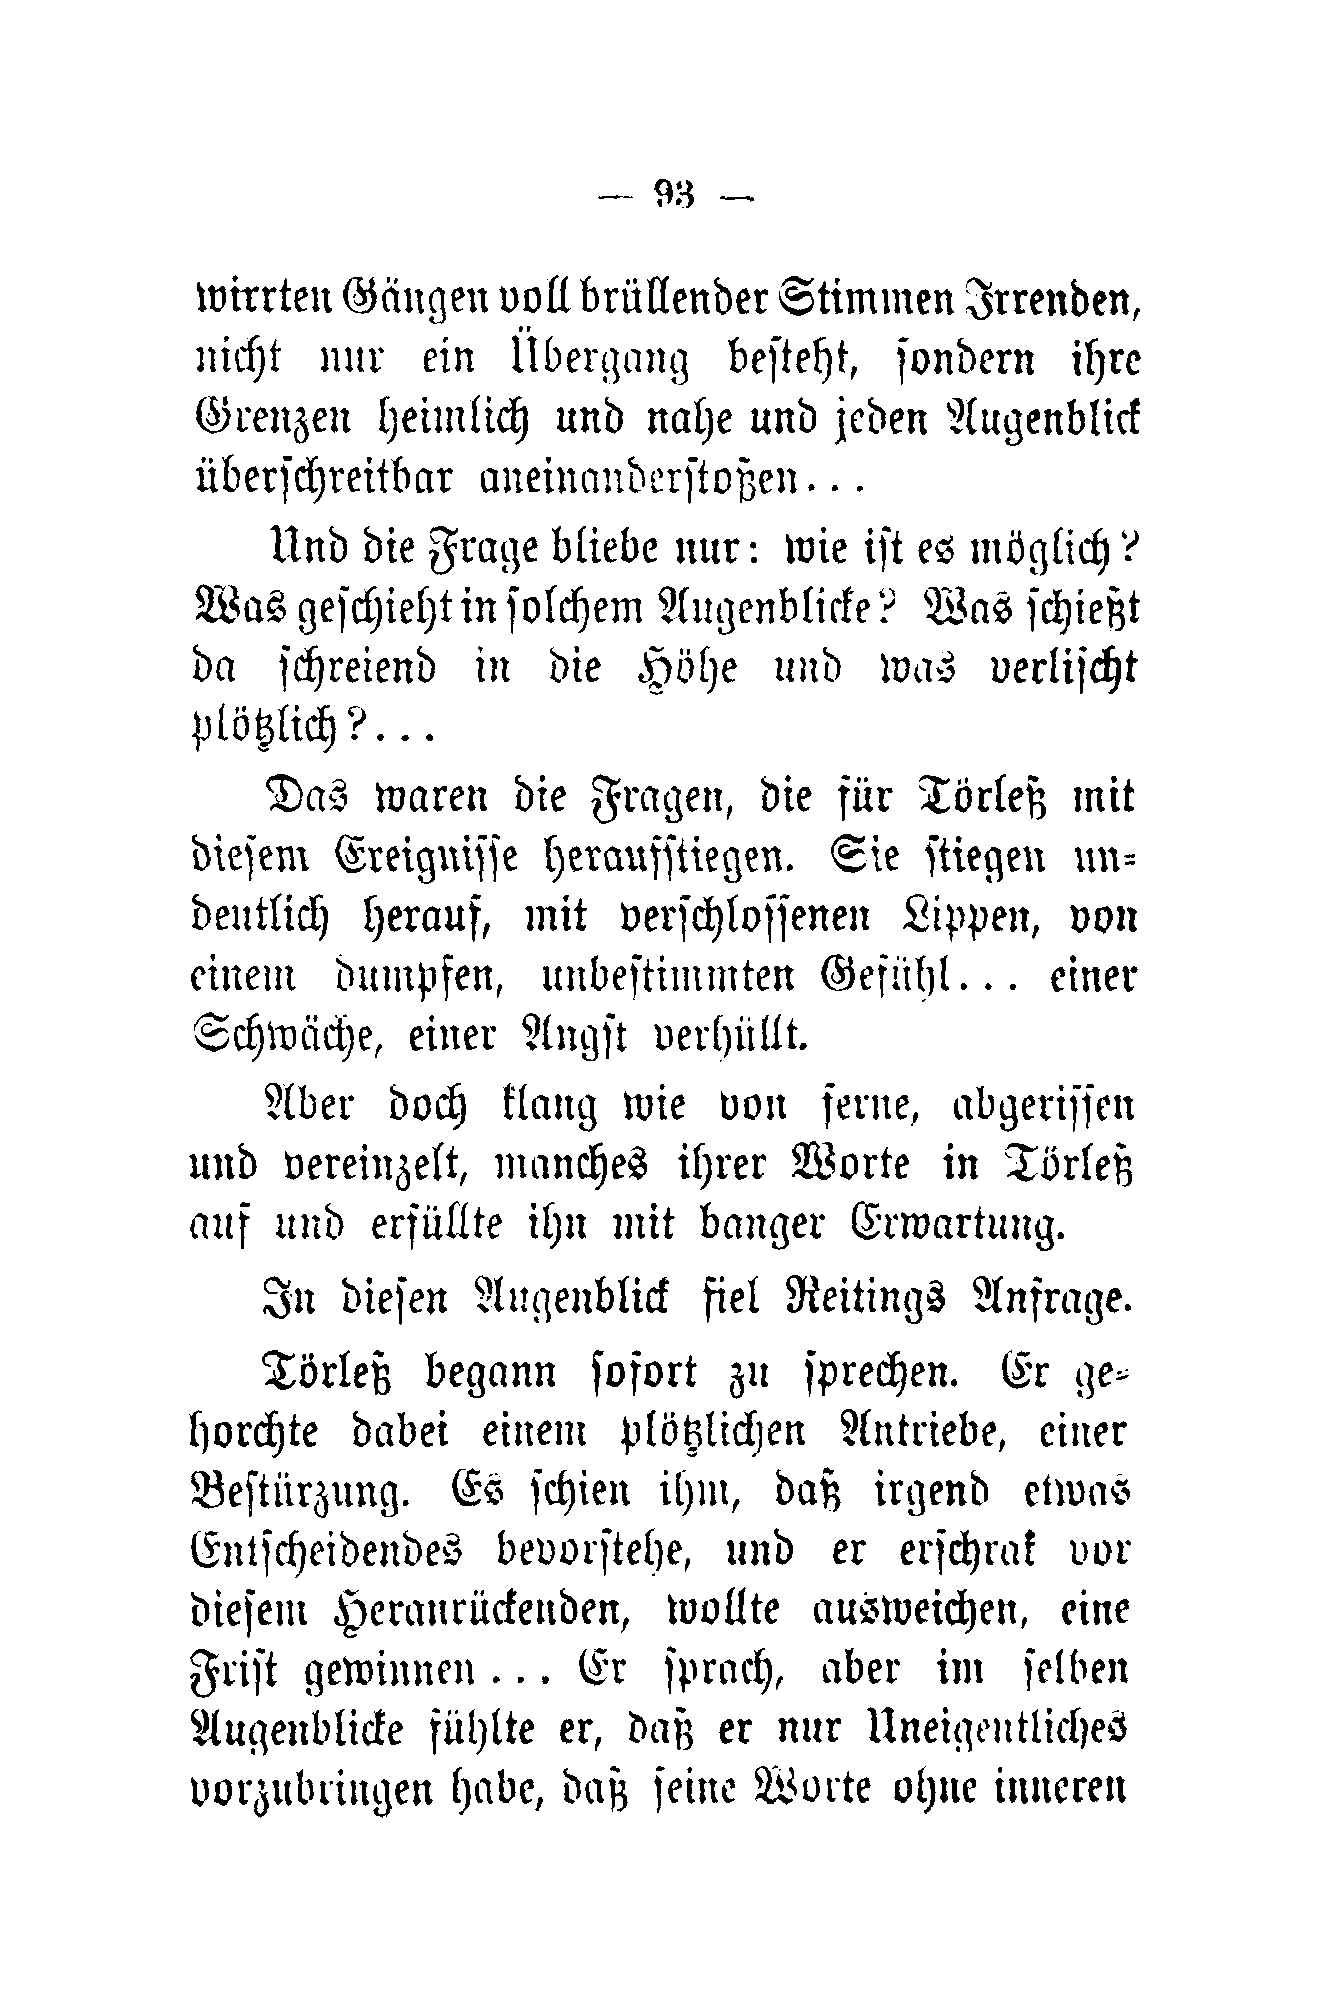 — 93 —
wirrten Gängen voll brüllender Stimmen Irrenden,
nicht nur ein Übergang besteht, sondern ihre
Grenzen heimlich und nahe und jeden Augenblick
überschreitbar aneinanderstoßen...
Und die Frage bliebe nur: wie ist es möglich?
Was geschieht in solchem Augenblicke? Was schießt
da schreiend in die Höhe und was verlischt
plötzlich?...
Das waren die Fragen, die für Törleß mit
diesem Ereignisse heraufstiegen. Sie stiegen un-
deutlich herauf, mit verschlossenen Lippen, von
einem dumpfen, unbestimmten Gefühl... einer
Schwäche, einer Angst verhüllt.
Aber doch klang wie von ferne, abgerissen
und vereinzelt, manches ihrer Worte in Törleß
auf und erfüllte ihn mit banger Erwartung.
In diesen Augenblick fiel Reitings Anfrage.
Törleß begann sofort zu sprechen. Er ge-
horchte dabei einem plötzlichen Antriebe, einer
Bestürzung. Es schien ihm, daß irgend etwas
Entscheidendes bevorstehe, und er erschrak vor
diesem Heranrückenden, wollte ausweichen, eine
Frist gewinnen... Er sprach, aber im selben
Augenblicke fühlte er, daß er nur Uneigentliches
vorzubringen habe, daß seine Worte ohne inneren